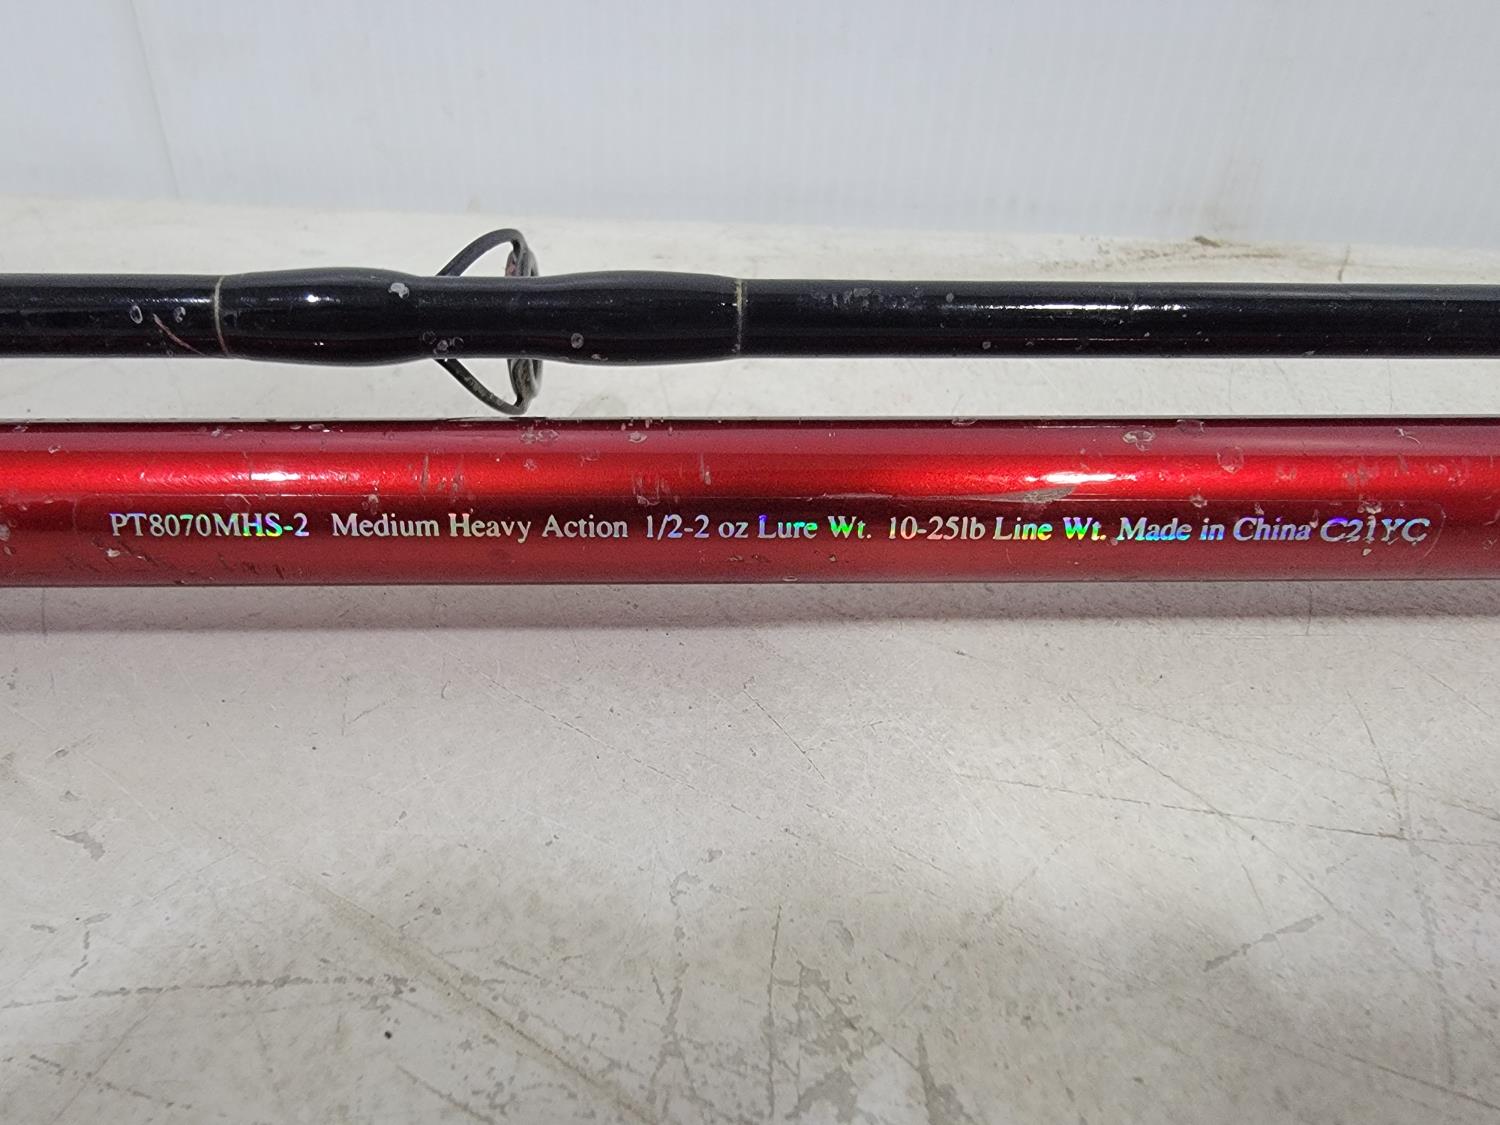 PT8070MHS-2 Medium Heavy Action 1/2-2 oz Lure Wt. 10-25lb Line Wt. Made in China C21YC